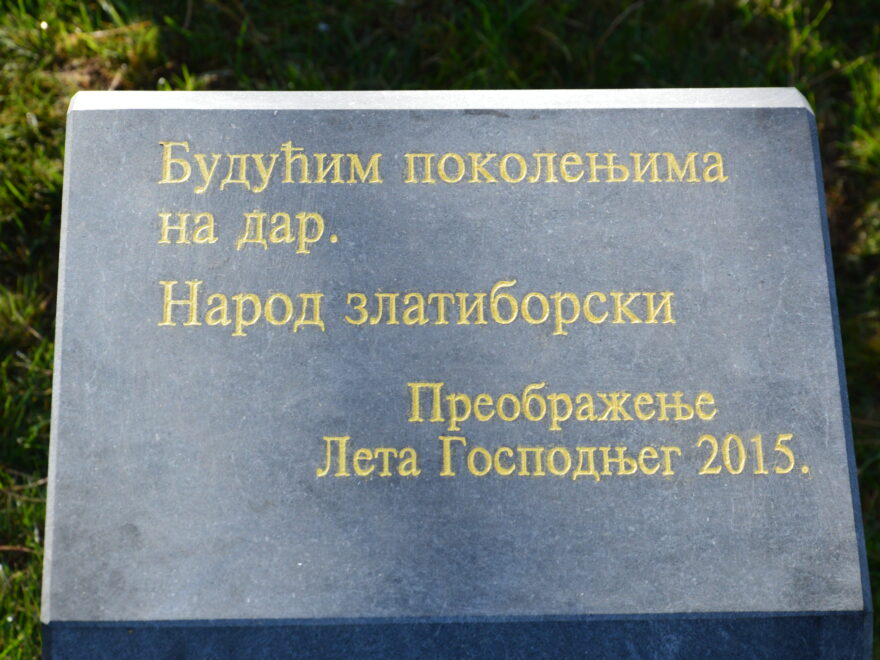 Будућим поколењима
на дар.
Народ златиборски
Преображење
Лета Господњег 2015.